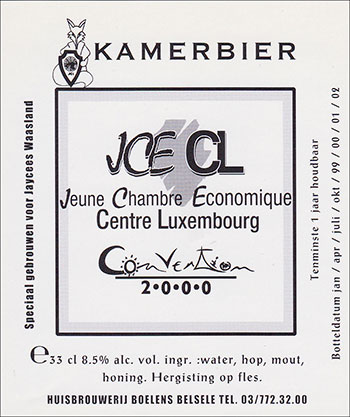 KAMERBIER
JCE CL
Jeune Chambre Economique
Centre Luxembourg
Convention
2•0•0•0
Speciaal gebrouwen voor Jaycees Waasland
Tenminste 1 jaar houdbaar
Botteldatum jan / apr / juli / okt / 99 / 00 / 01 / 02
e33 cl 8.5% alc. vol. ingr. :water, hop, mout,
honing. Hergisting op fles.
HUISBROUWERIJ BOELENS BELSELE TEL. 03/772.32.00